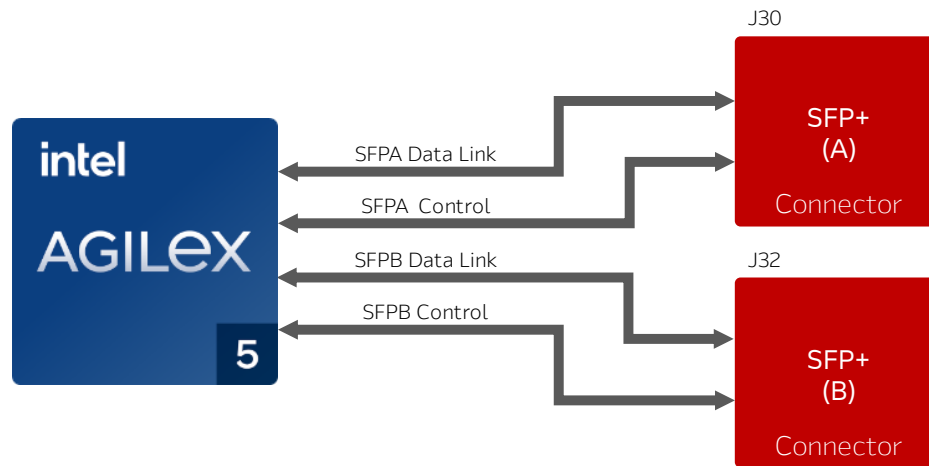 J30
SFP+
(A)
Connector
intel
AGILEX
5
SFPA Data Link
SFPA Control
SFPB Data Link
SFPB Control
J32
SFP+
(B)
Connector